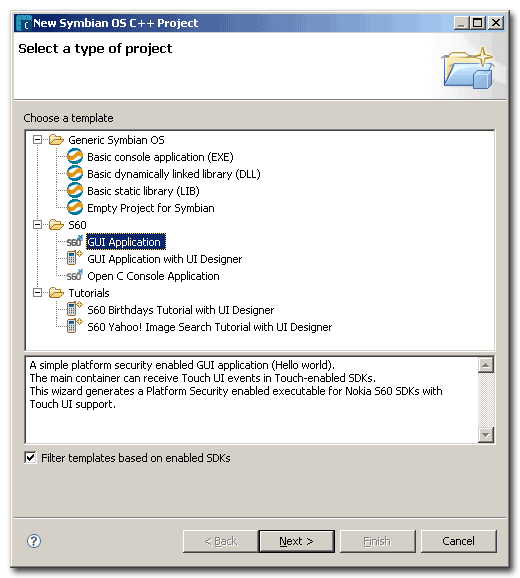 New Symbian OS C++ Project
Select a type of project
Choose a template
Generic Symbian OS
Basic console application (EXE)
Basic dynamically linked library (DLL)
Basic static library (LIB)
Empty Project for Symbian
S60
S60 GUI Application
GUI Application with UI Designer
S60 Open C Console Application
Tutorials
S60 Birthdays Tutorial with UI Designer
S60 Yahoo! Image Search Tutorial with UI Designer
A simple platform security enabled GUI application (Hello world).
The main container can receive Touch UI events in Touch-enabled SDKs.
This wizard generates a Platform Security enabled executable for Nokia S60 SDKs with
Touch UI support.
Filter templates based on enabled SDKs
? < Back Next > Finish Cancel